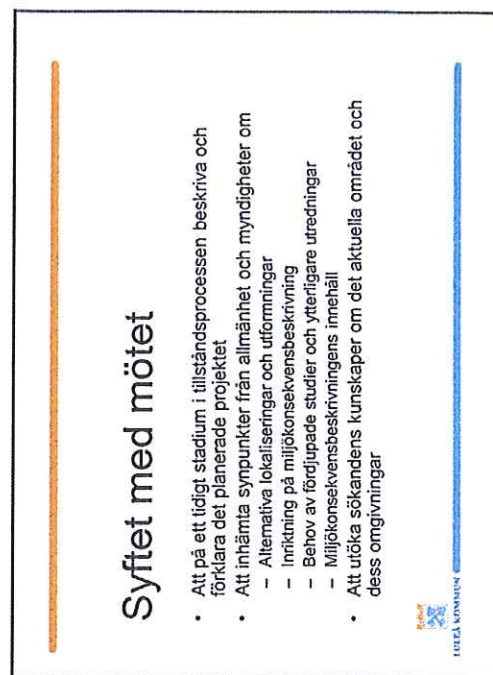 Syftet med mötet
• Att på ett tidigt stadium i tillståndsprocessen beskriva och
förklara det planerade projektet
• Att inhämta synpunkter från allmänhet och myndigheter om
– Alternativa lokaliseringar och utformningar
– Inriktning på miljökonsekvensbeskrivning
– Behov av fördjupade studier och ytterligare utredningar
– Miljökonsekvensbeskrivningens innehåll
• Att utöka sökandens kunskaper om det aktuella området och
dess omgivningar
LULEÅ KOMMUN